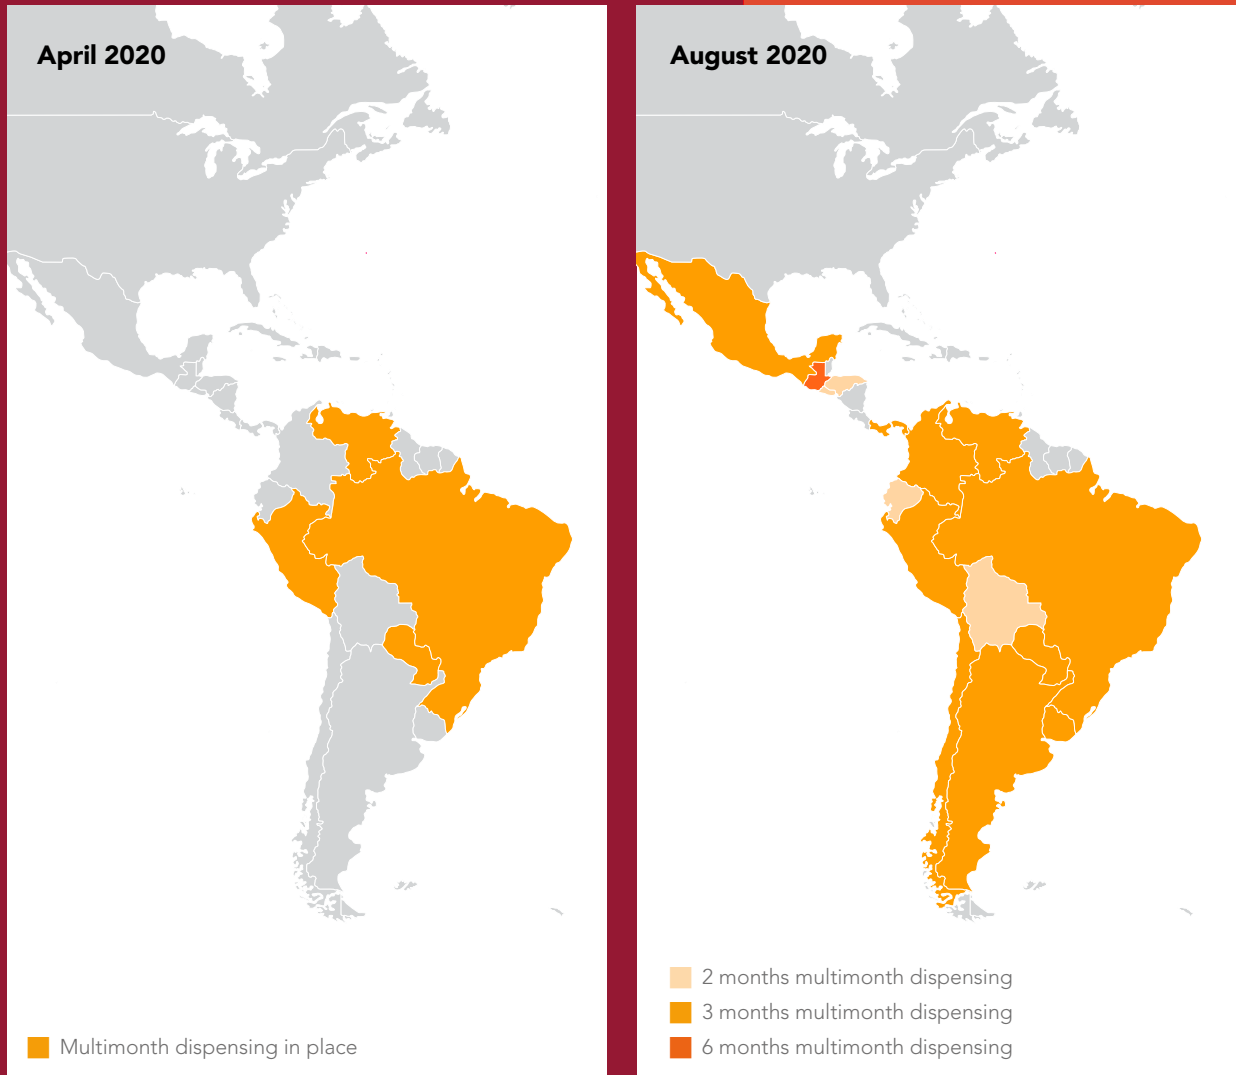 April 2020
Multimonth dispensing in place
August 2020
2 months multimonth dispensing
3 months multimonth dispensing
6 months multimonth dispensing